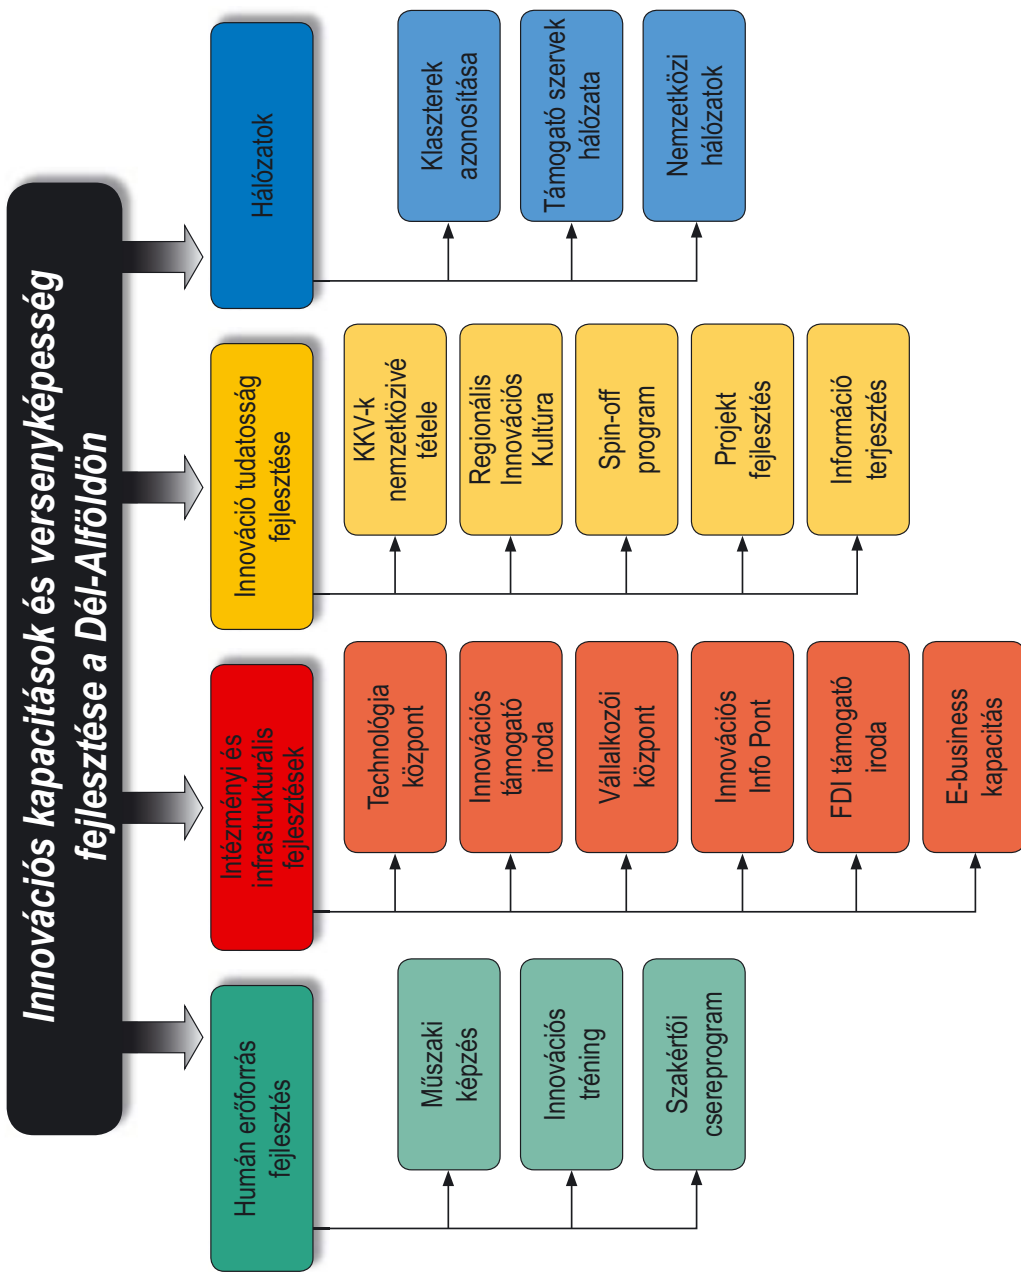 Innovációs kapacitások és versenyképesség
fejlesztése a Dél-Alföldön
Humán erőforrás
fejlesztés
Műszaki
képzés
Innovációs
tréning
Szakértői
csereprogram
Intézményi és
infrastrukturális
fejlesztések
Technológia
központ
Innovációs
támogató
iroda
Vállalkozói
központ
Innovációs
Info Pont
FDI támogató
iroda
E-business
kapacitás
Innováció tudatosság
fejlesztése
KKV-k
nemzetközivé
tétele
Regionális
Innovációs
Kultúra
Spin-off
program
Projekt
fejlesztés
Információ
terjesztés
Hálózatok
Klaszterek
azonosítása
Támogató szervek
hálózata
Nemzetközi
hálózatok